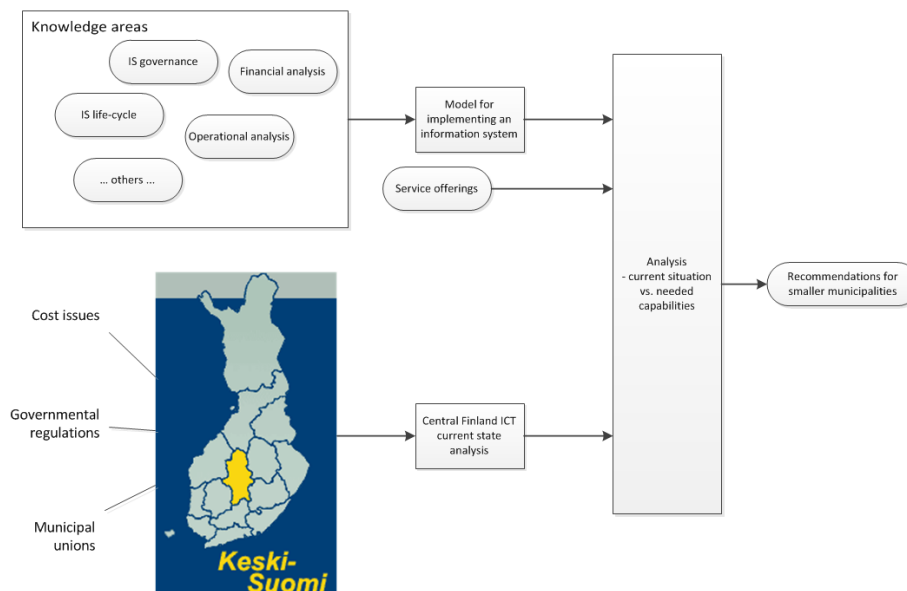 Knowledge areas
IS governance
Financial analysis
IS life-cycle
Operational analysis
... others ...
Model for
implementing an
information system
Service offerings
Analysis
- current situation
vs. needed
capabilities
Recommendations for
smaller municipalities
Cost issues
Governmental
regulations
Municipal
unions
Central Finland ICT
current state
analysis
Keski-
Suomi